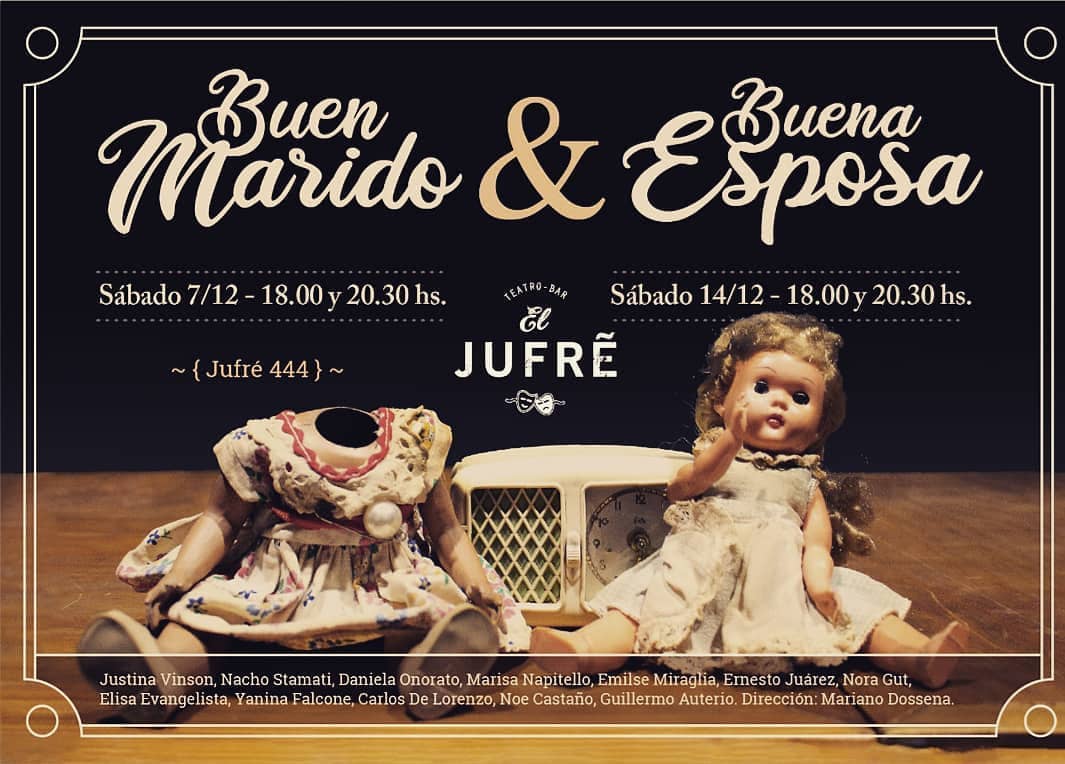 Buen
Marido
&
Buena
Esposa
Sábado 7/12 - 18.00 y 20.30 hs.
Sábado 14/12 - 18.00 y 20.30 hs.
TEATRO-BAR
El
JUFRẼ
~ { Jufré 444 } ~
Justina Vinson, Nacho Stamati, Daniela Onorato, Marisa Napitello, Emilse Miraglia, Ernesto Juárez, Nora Gut,
Elisa Evangelista, Yanina Falcone, Carlos De Lorenzo, Noe Castaño, Guillermo Auterio. Dirección: Mariano Dossena.